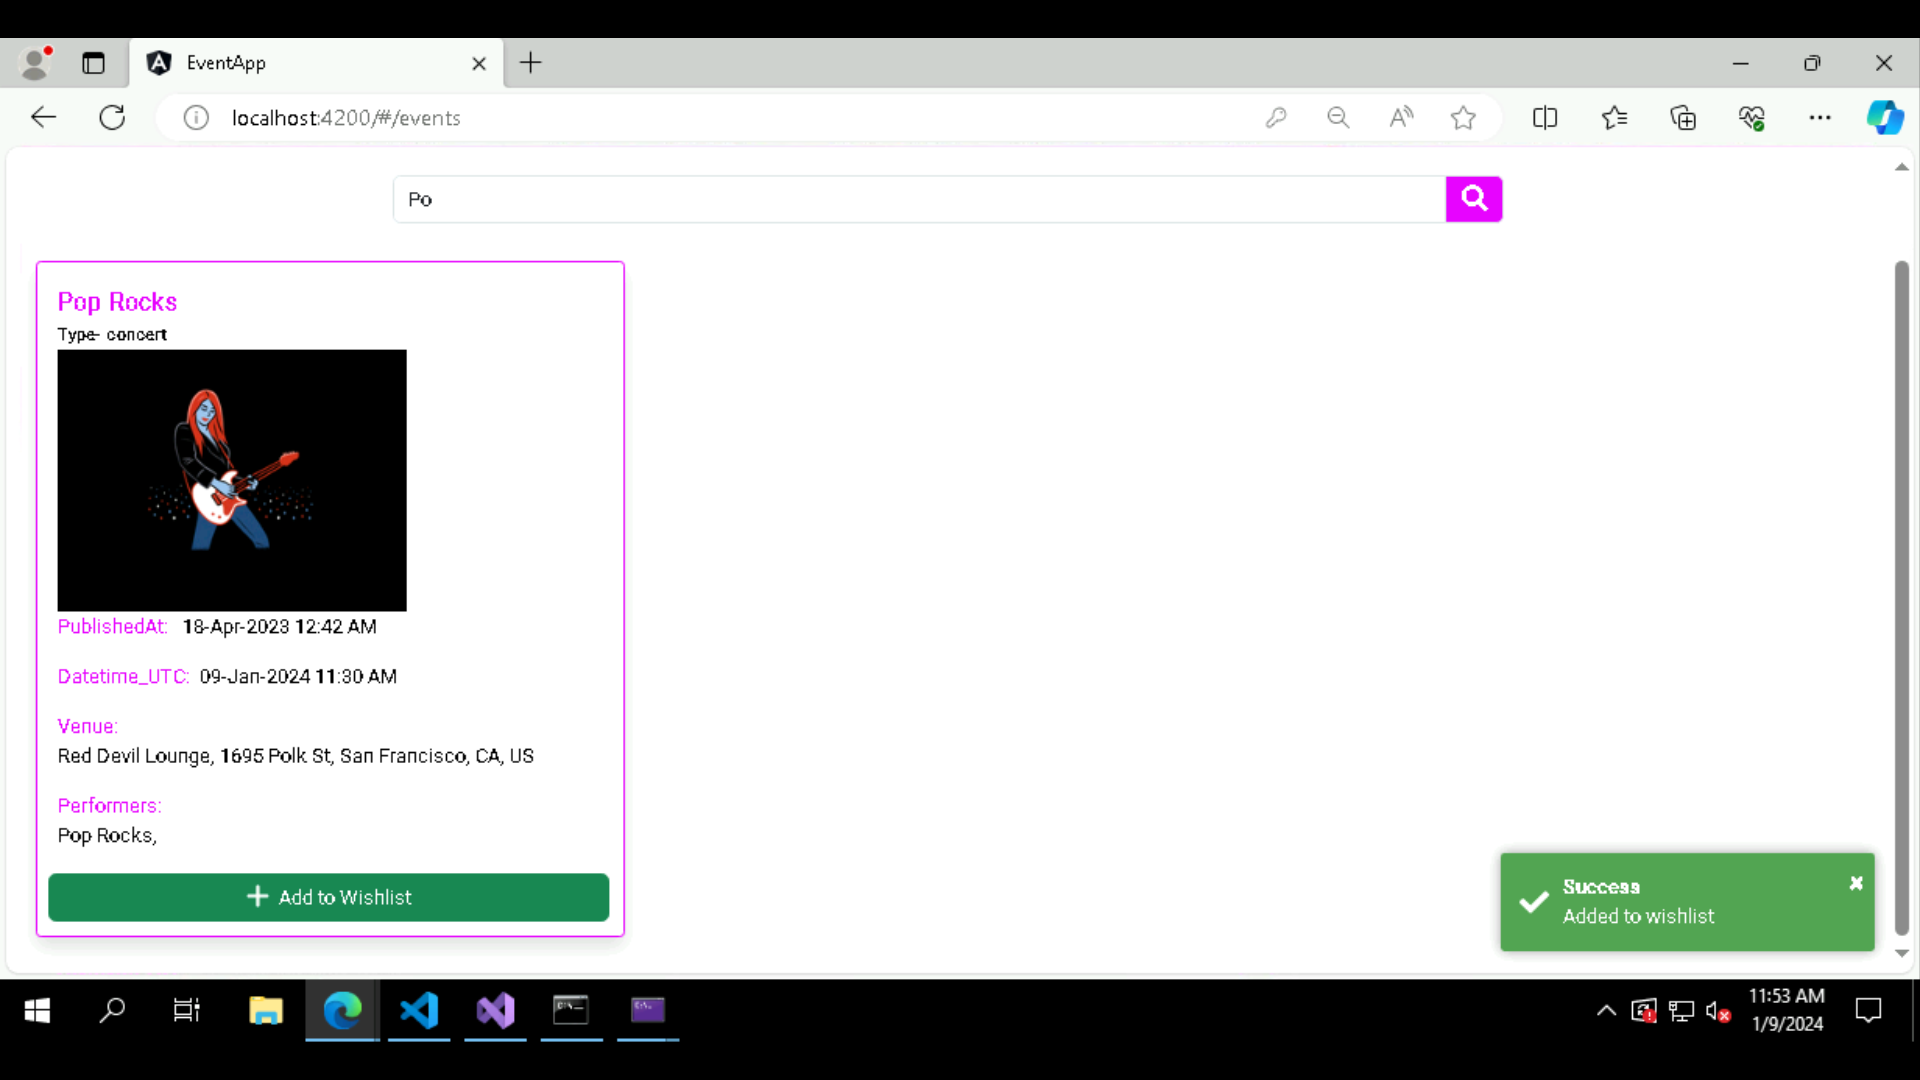 EventApp
localhost:4200/#/events
Po
Pop Rocks
Type- concert
PublishedAt: 18-Apr-2023 12:42 AM
Datetime_UTC: 09-Jan-2024 11:30 AM
Venue:
Red Devil Lounge, 1695 Polk St, San Francisco, CA, US
Performers:
Pop Rocks,
Add to Wishlist
Success
Added to wishlist
11:53 AM
1/9/2024